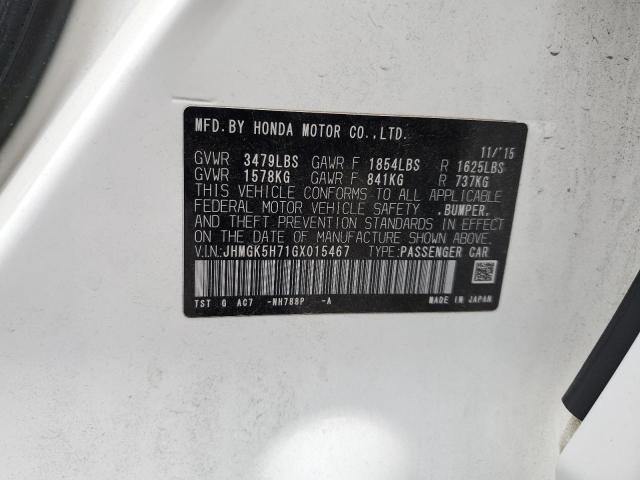 MFD.BY HONDA MOTOR CO.,LTD.
11/'15
GVWR 3479LBS GAWR F 1854LBS R 1625LBS
GVWR 1578KG GAWR F 841KG R 737KG
THIS VEHICLE CONFORMS TO ALL APPLICABLE
FEDERAL MOTOR VEHICLE SAFETY ,BUMPER,
AND THEFT PREVENTION STANDARDS IN EFFECT
ON THE DATE OF MANUFACTURE SHOWN ABOVE.
V.I.N.: JHMGK5H71GX015467 TYPE:PASSENGER CAR
TST G AC7 -NH788P -A MADE IN JAPAN